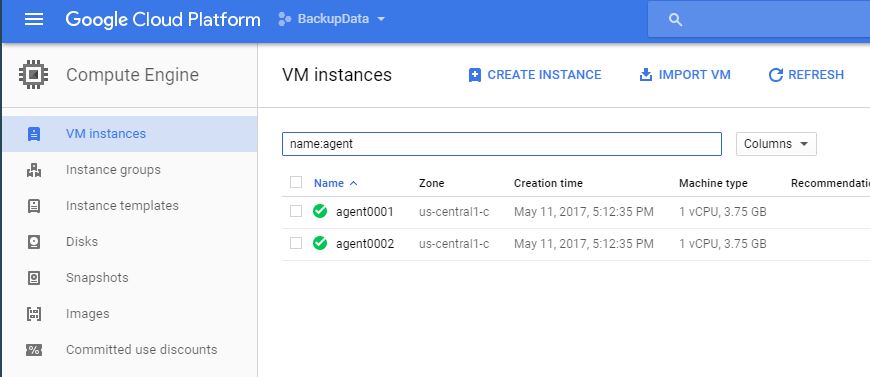 Google Cloud Platform
BackupData
Compute Engine
VM instances
CREATE INSTANCE
IMPORT VM
REFRESH
VM instances
Instance groups
Instance templates
Disks
Snapshots
Images
Committed use discounts
name:agent
Columns
Name Zone Creation time Machine type Recommendati
agent0001 us-central1-c May 11, 2017, 5:12:35 PM 1 vCPU, 3.75 GB
agent0002 us-central1-c May 11, 2017, 5:12:35 PM 1 vCPU, 3.75 GB